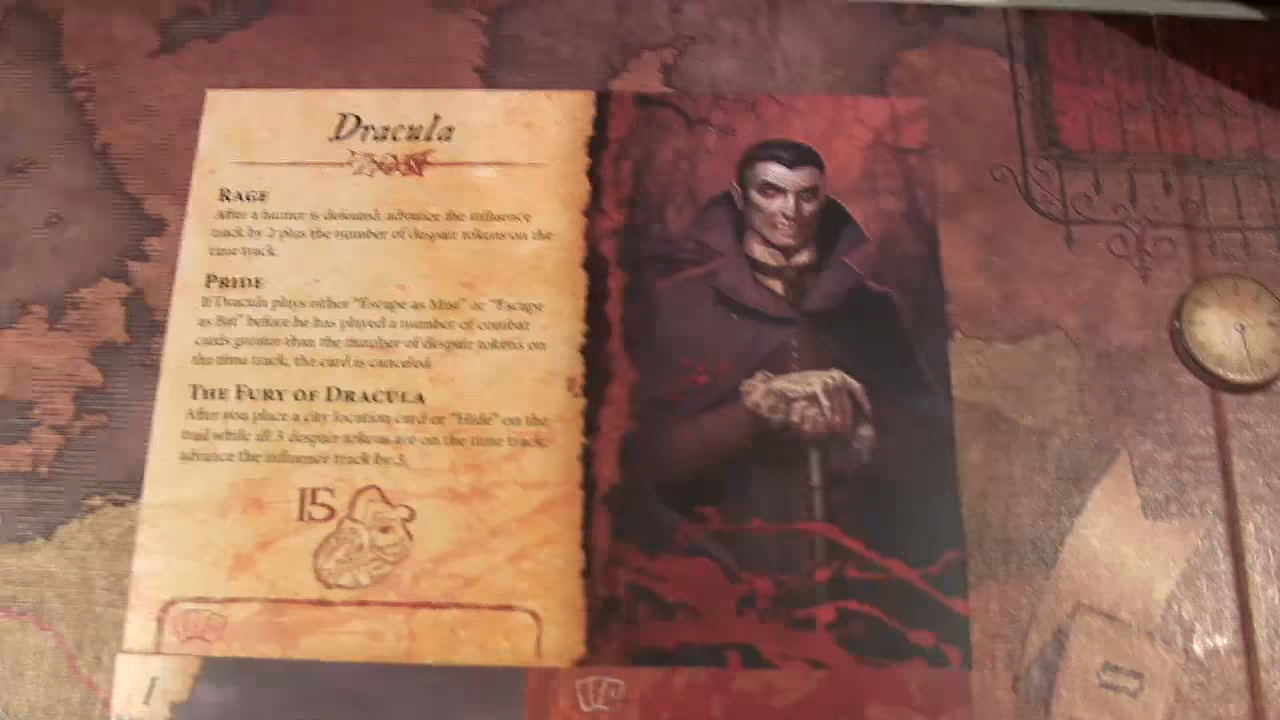 Dracula
RAGE
After a hunter is defeated, advance the influence
track by 2 plus the number of despair tokens on the
time track.
PRIDE
If Dracula plays either "Escape as Mist" or "Escape
as Bat" before he has played a number of combat
cards greater than the number of despair tokens on
the time track, the card is canceled.
THE FURY OF DRACULA
After you place a city location card or "Hide" on the
trail while all 3 despair tokens are on the time track,
advance the influence track by 3.
15
I